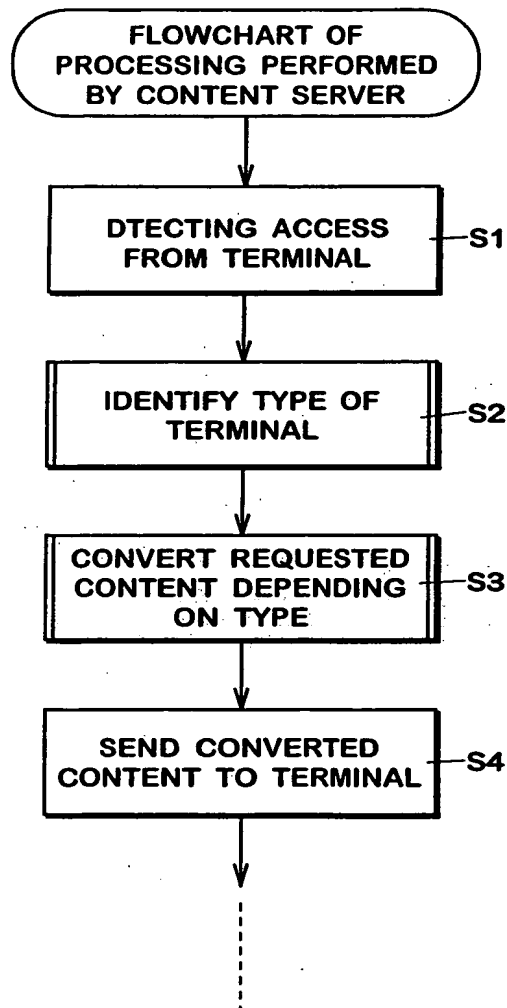 FLOWCHART OF
PROCESSING PERFORMED
BY CONTENT SERVER
DTECTING ACCESS
FROM TERMINAL
S1
IDENTIFY TYPE OF
TERMINAL
S2
CONVERT REQUESTED
CONTENT DEPENDING
ON TYPE
S3
SEND CONVERTED
CONTENT TO TERMINAL
S4